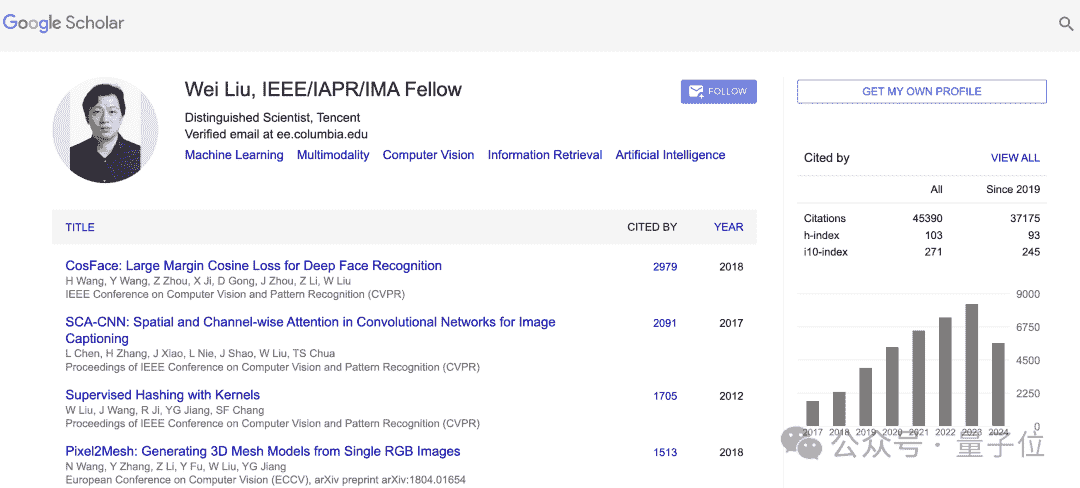 Google Scholar
Wei Liu, IEEE/IAPR/IMA Fellow
FOLLOW
Distinguished Scientist, Tencent
Verified email at ee.columbia.edu
Machine Learning Multimodality Computer Vision Information Retrieval Artificial Intelligence
TITLE CITED BY YEAR
CosFace: Large Margin Cosine Loss for Deep Face Recognition 2979 2018
H Wang, Y Wang, Z Zhou, X Ji, D Gong, J Zhou, Z Li, W Liu
IEEE Conference on Computer Vision and Pattern Recognition (CVPR)
SCA-CNN: Spatial and Channel-wise Attention in Convolutional Networks for Image 2091 2017
Captioning
L Chen, H Zhang, J Xiao, L Nie, J Shao, W Liu, TS Chua
Proceedings of IEEE Conference on Computer Vision and Pattern Recognition (CVPR)
Supervised Hashing with Kernels 1705 2012
W Liu, J Wang, R Ji, YG Jiang, SF Chang
Proceedings of IEEE Conference on Computer Vision and Pattern Recognition (CVPR)
Pixel2Mesh: Generating 3D Mesh Models from Single RGB Images 1513 2018
N Wang, Y Zhang, Z Li, Y Fu, W Liu, YG Jiang
European Conference on Computer Vision (ECCV), arXiv preprint arXiv:1804.01654
GET MY OWN PROFILE
Cited by VIEW ALL
All Since 2019
Citations 45390 37175
h-index 103 93
i10-index 271 245
9000
6750
4500
2250
0
2017 2018 2019 2020 2021 2022 2023 2024
公众号 · 量子位